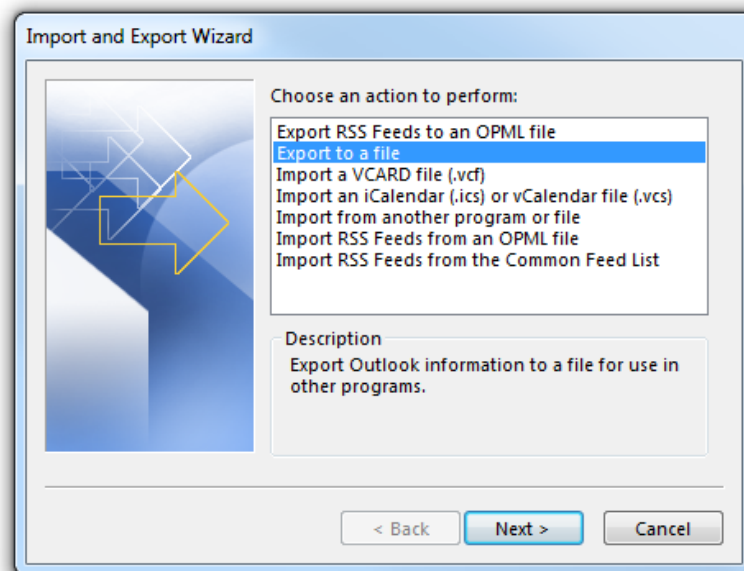 Import and Export Wizard
Choose an action to perform:
Export RSS Feeds to an OPML file
Export to a file
Import a VCARD file (.vcf)
Import an iCalendar (.ics) or vCalendar file (.vcs)
Import from another program or file
Import RSS Feeds from an OPML file
Import RSS Feeds from the Common Feed List
Description
Export Outlook information to a file for use in
other programs.
< Back Next > Cancel